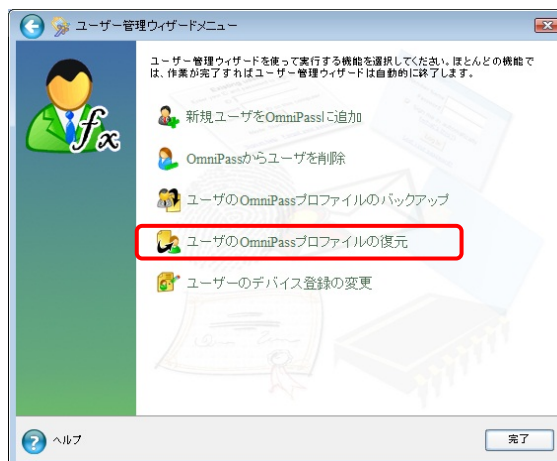 ユーザー管理ウィザードメニュー
ユーザー管理ウィザードを使って実行する機能を選択してください。ほとんどの機能で
は、作業が完了すればユーザー管理ウィザードは自動的に終了します。
新規ユーザをOmniPassに追加
OmniPassからユーザを削除
ユーザのOmniPassプロファイルのバックアップ
ユーザのOmniPassプロファイルの復元
ユーザーのデバイス登録の変更
fx
ヘルプ
完了